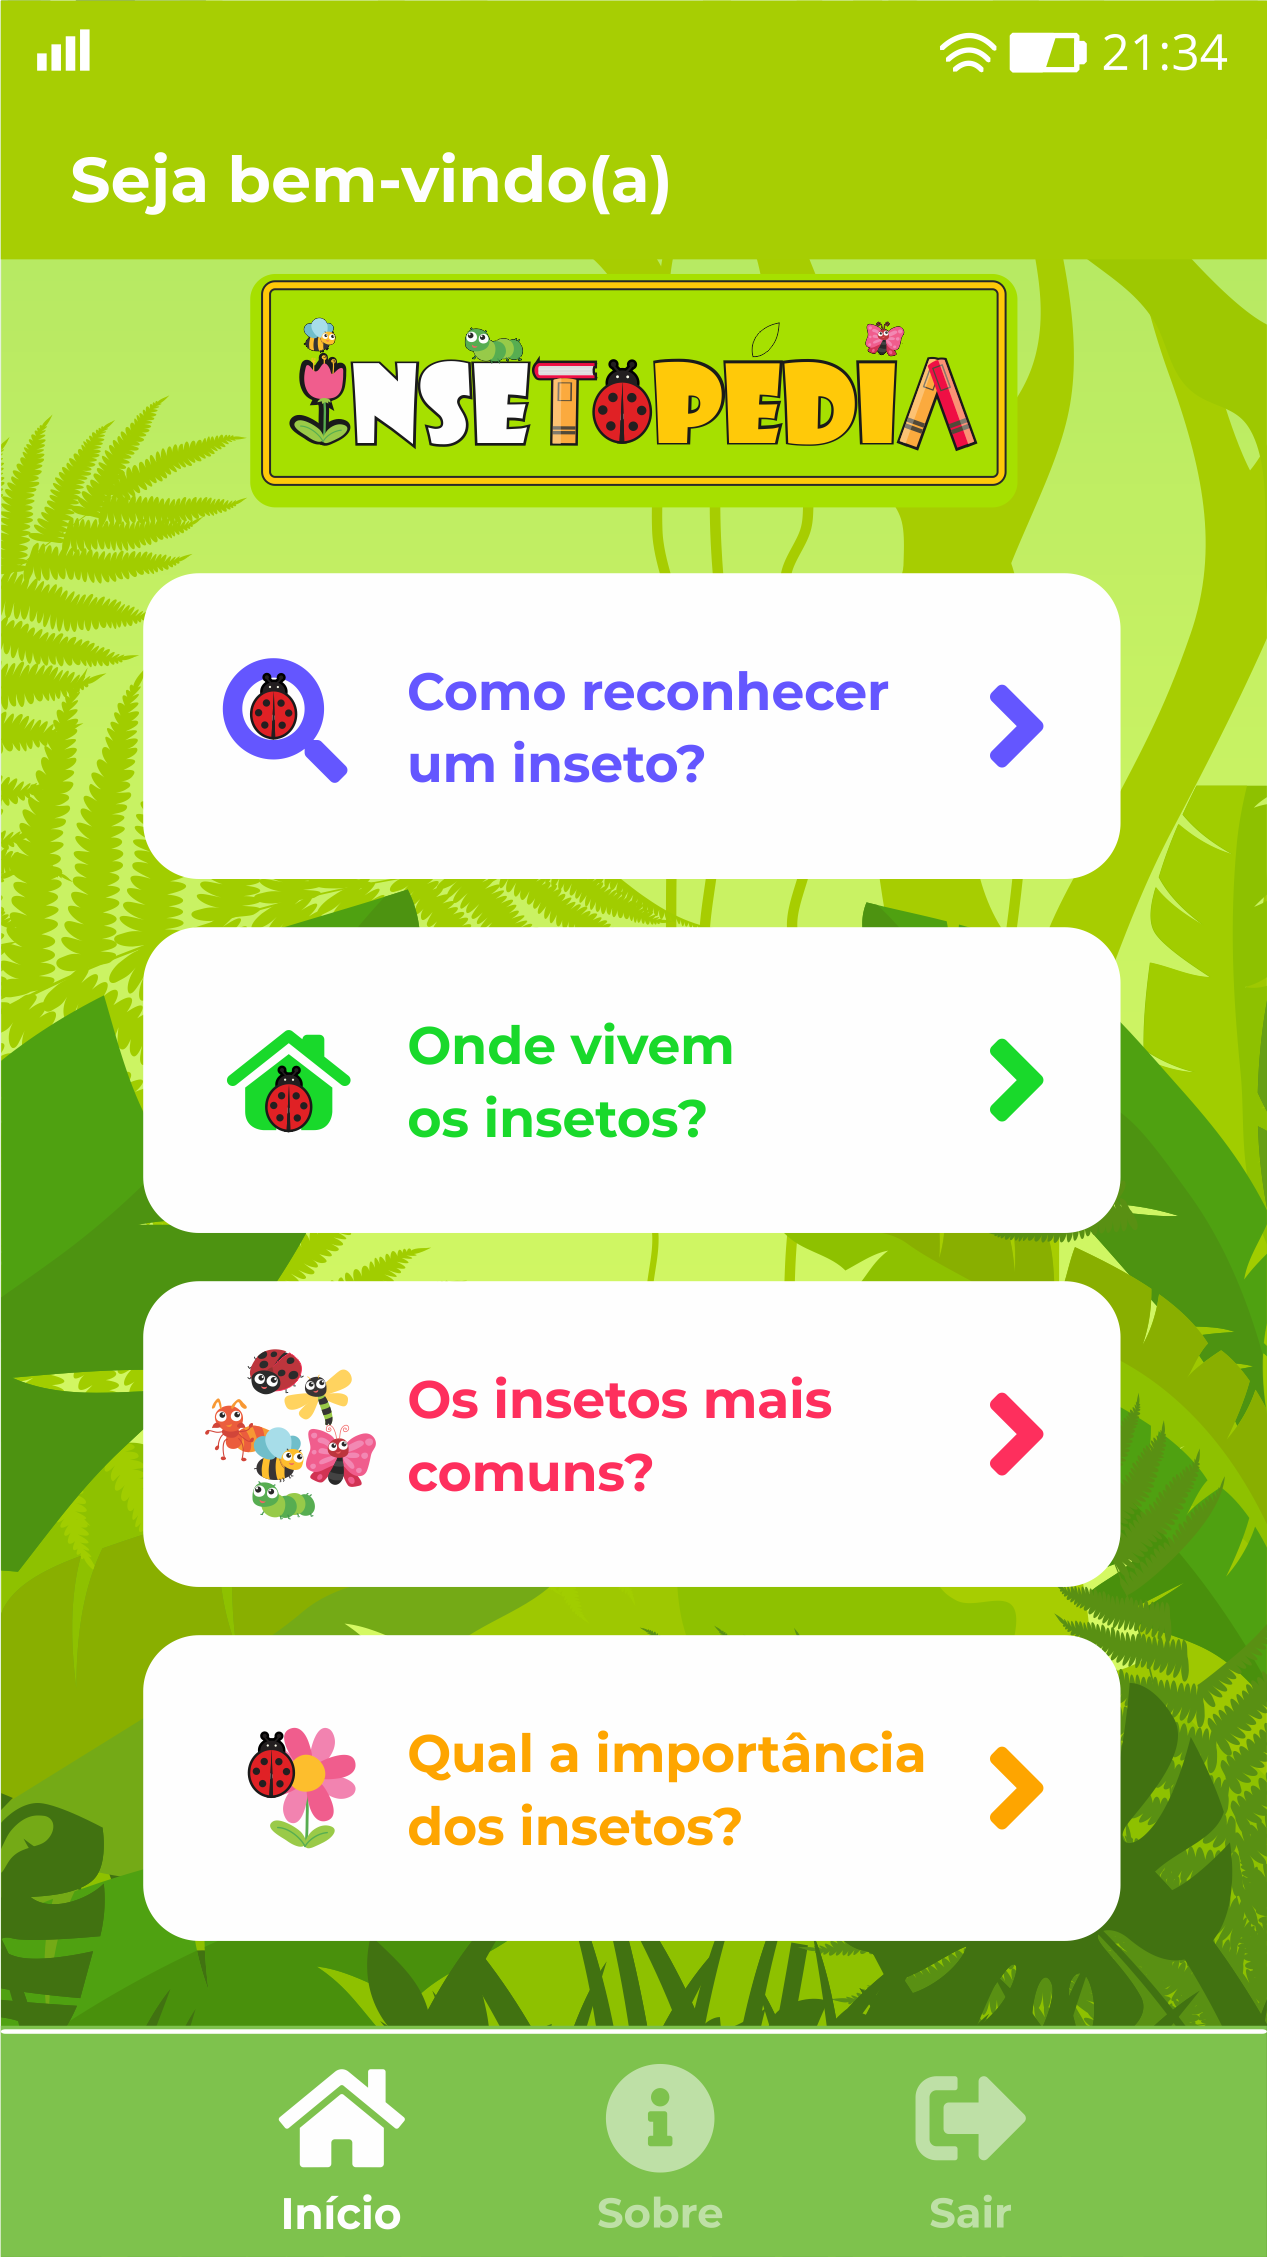 21:34
Seja bem-vindo(a)
INSETOPEDIA
Como reconhecer
um inseto?
Onde vivem
os insetos?
Os insetos mais
comuns?
Qual a importância
dos insetos?
Início
Sobre
Sair